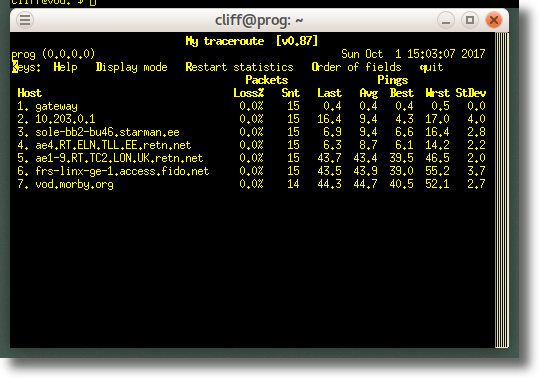 cliff@prog: ~
My traceroute [v0.87]
prog (0.0.0.0) Sun Oct 1 15:03:07 2017
Keys: Help Display mode Restart statistics Order of fields quit
Packets Pings
Host Loss% Snt Last Avg Best Wrst StDev
1. gateway 0.0% 15 0.4 0.4 0.4 0.5 0.0
2. 10.203.0.1 0.0% 15 16.4 9.4 4.3 17.0 4.0
3. sole-bb2-bu46.starman.ee 0.0% 15 6.9 9.4 6.6 16.4 2.8
4. ae4.RT.ELN.TLL.EE.retn.net 0.0% 15 6.3 8.7 6.1 14.2 2.2
5. ae1-9.RT.TC2.LON.UK.retn.net 0.0% 15 43.7 43.4 39.5 46.5 2.0
6. frs-linx-ge-1.access.fido.net 0.0% 15 43.5 43.9 39.0 55.2 3.7
7. vod.morby.org 0.0% 14 44.3 44.7 40.5 52.1 2.7